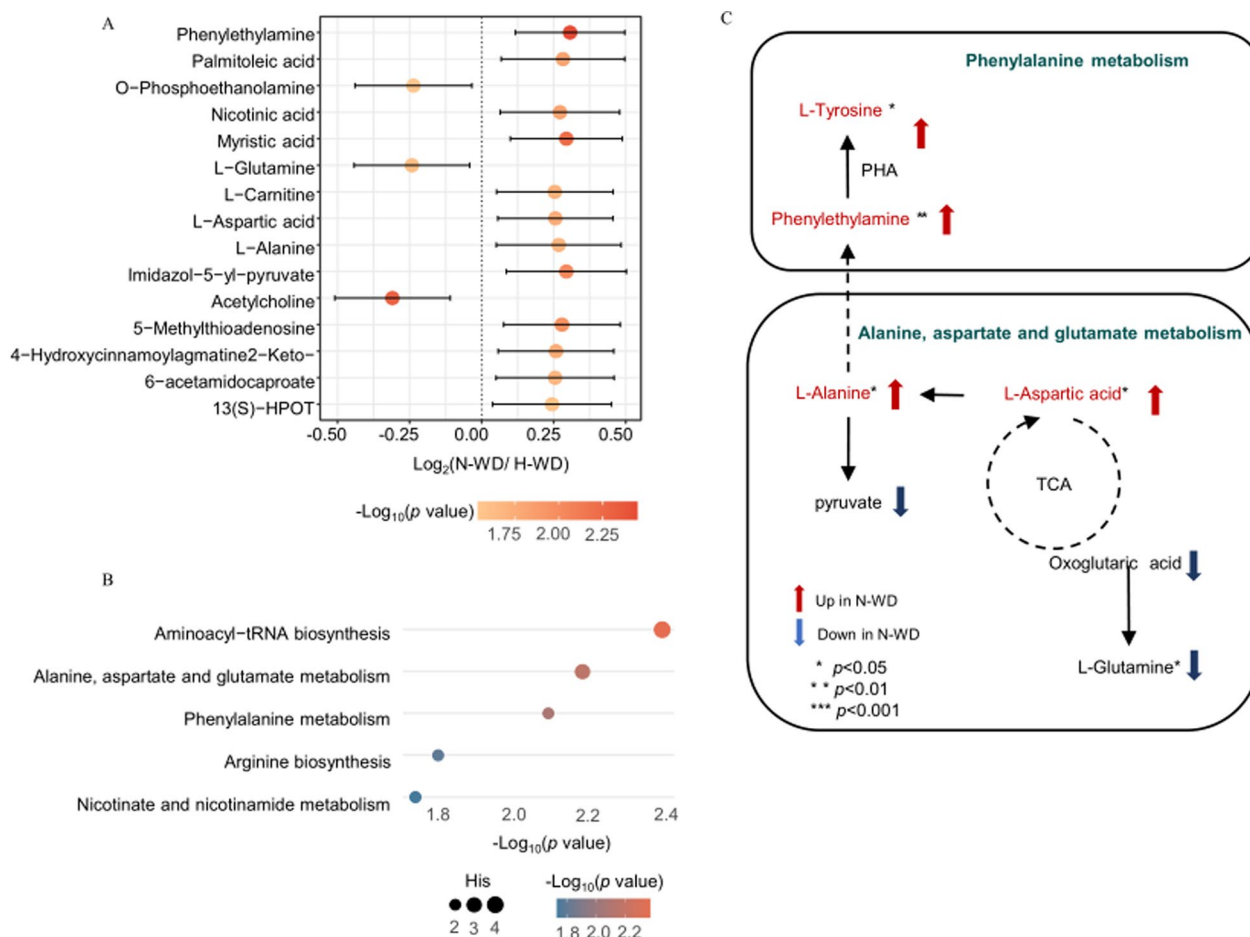 A
Phenylethylamine
Palmitoleic acid
O−Phosphoethanolamine
Nicotinic acid
Myristic acid
L−Glutamine
L−Carnitine
L−Aspartic acid
L−Alanine
Imidazol−5−yl−pyruvate
Acetylcholine
5−Methylthioadenosine
4−Hydroxycinnamoylagmatine2−Keto−
6−acetamidocaproate
13(S)−HPOT
-0.50 -0.25 0.00 0.25 0.50
Log2(N-WD/ H-WD)
-Log10(p value)
1.75 2.00 2.25
B
Aminoacyl−tRNA biosynthesis
Alanine, aspartate and glutamate metabolism
Phenylalanine metabolism
Arginine biosynthesis
Nicotinate and nicotinamide metabolism
1.8 2.0 2.2 2.4
-Log10(p value)
His
2 3 4
-Log10(p value)
1.8 2.0 2.2
C
Phenylalanine metabolism
L-Tyrosine *
PHA
Phenylethylamine **
Alanine, aspartate and glutamate metabolism
L-Alanine* L-Aspartic acid*
TCA
pyruvate
Oxoglutaric acid
Up in N-WD
Down in N-WD
L-Glutamine*
* p<0.05
* * p<0.01
*** p<0.001